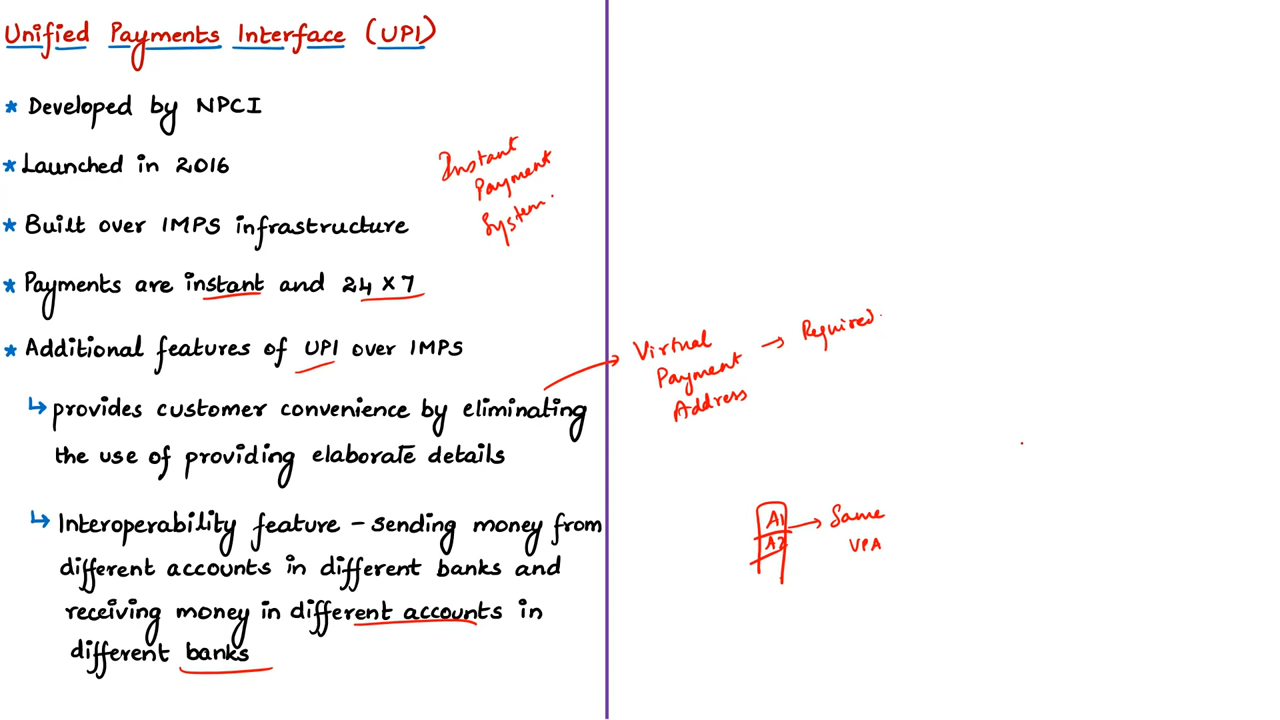 Unified Payments Interface (UPI)
* Developed by NPCI
* Launched in 2016
* Built over IMPS infrastructure
* Payments are instant and 24 x 7
* Additional features of UPI over IMPS
↳ provides customer convenience by eliminating
the use of providing elaborate details
↳ Interoperability feature – sending money from
different accounts in different banks and
receiving money in different accounts in
different banks
Instant
Payment
System.
Virtual → Required.
Payment
Address
A1 → Same
A2 VPA